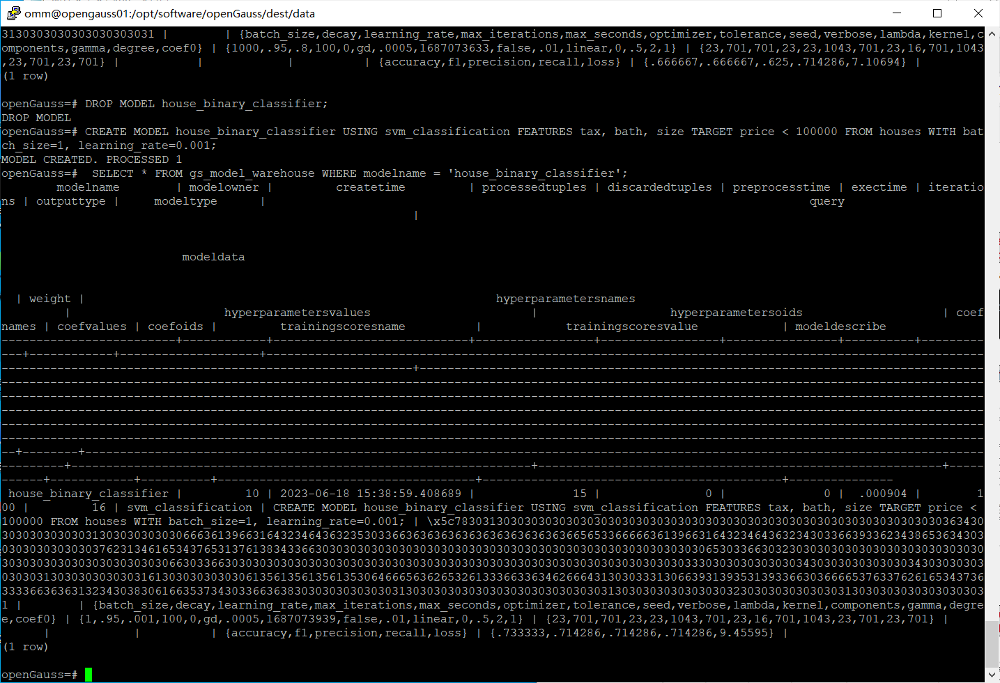 omm@opengauss01:/opt/software/openGauss/dest/data
3130303030303030303031 | | {batch_size,decay,learning_rate,max_iterations,max_seconds,optimizer,tolerance,seed,verbose,lambda,kernel,c
omponents,gamma,degree,coef0} | {1000,.95,.8,100,0,gd,.0005,1687073633,false,.01,linear,0,.5,2,1} | {23,701,701,23,23,1043,701,23,16,701,1043
,23,701,23,701} | | | | {accuracy,f1,precision,recall,loss} | {.666667,.666667,.625,.714286,7.10694} |
(1 row)
openGauss=# DROP MODEL house_binary_classifier;
DROP MODEL
openGauss=# CREATE MODEL house_binary_classifier USING svm_classification FEATURES tax, bath, size TARGET price < 100000 FROM houses WITH bat
ch_size=1, learning_rate=0.001;
MODEL CREATED. PROCESSED 1
openGauss=#  SELECT * FROM gs_model_warehouse WHERE modelname = 'house_binary_classifier';
modelname | modelowner | createtime | processedtuples | discardedtuples | preprocesstime | exectime | iteratio
ns | outputtype | modeltype | query
|
modeldata
| weight | hyperparametersnames
| hyperparametersvalues | hyperparametersoids | coef
names | coefvalues | coefoids | trainingscoresname | trainingscoresvalue | modeldescribe
house_binary_classifier | 10 | 2023-06-18 15:38:59.408689 | 15 | 0 | 0 | .000904 | 1
00 | 16 | svm_classification | CREATE MODEL house_binary_classifier USING svm_classification FEATURES tax, bath, size TARGET price <
100000 FROM houses WITH batch_size=1, learning_rate=0.001; |
1 | | {batch_size,decay,learning_rate,max_iterations,max_seconds,optimizer,tolerance,seed,verbose,lambda,kernel,components,gamma,degre
e,coef0} | {1,.95,.001,100,0,gd,.0005,1687073939,false,.01,linear,0,.5,2,1} | {23,701,701,23,23,1043,701,23,16,701,1043,23,701,23,701} |
| | | {accuracy,f1,precision,recall,loss} | {.733333,.714286,.714286,.714286,9.45595} |
(1 row)
openGauss=#